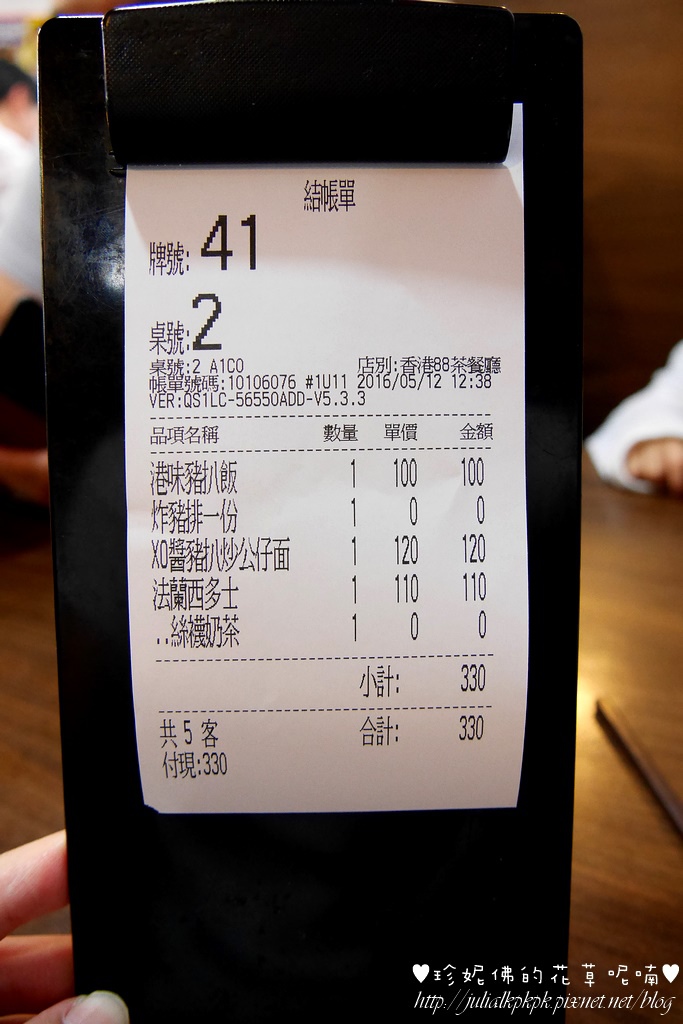 結帳單
牌號: 41
桌號:2
桌號:2 A1C0 店別:香港88茶餐廳
帳單號碼:10106076 #1U11 2016/05/12 12:38
VER:QS1LC-56550ADD-V5.3.3
品項名稱 數量 單價 金額
港味豬扒飯 1 100 100
炸豬排一份 1 0 0
XO醬豬扒炒公仔面 1 120 120
法蘭西多士 1 110 110
..絲襪奶茶 1 0 0
小計: 330
共 5 客 合計: 330
付現:330
♥珍妮佛的花草呢喃♥
http://julialkpkpk.pixnet.net/blog